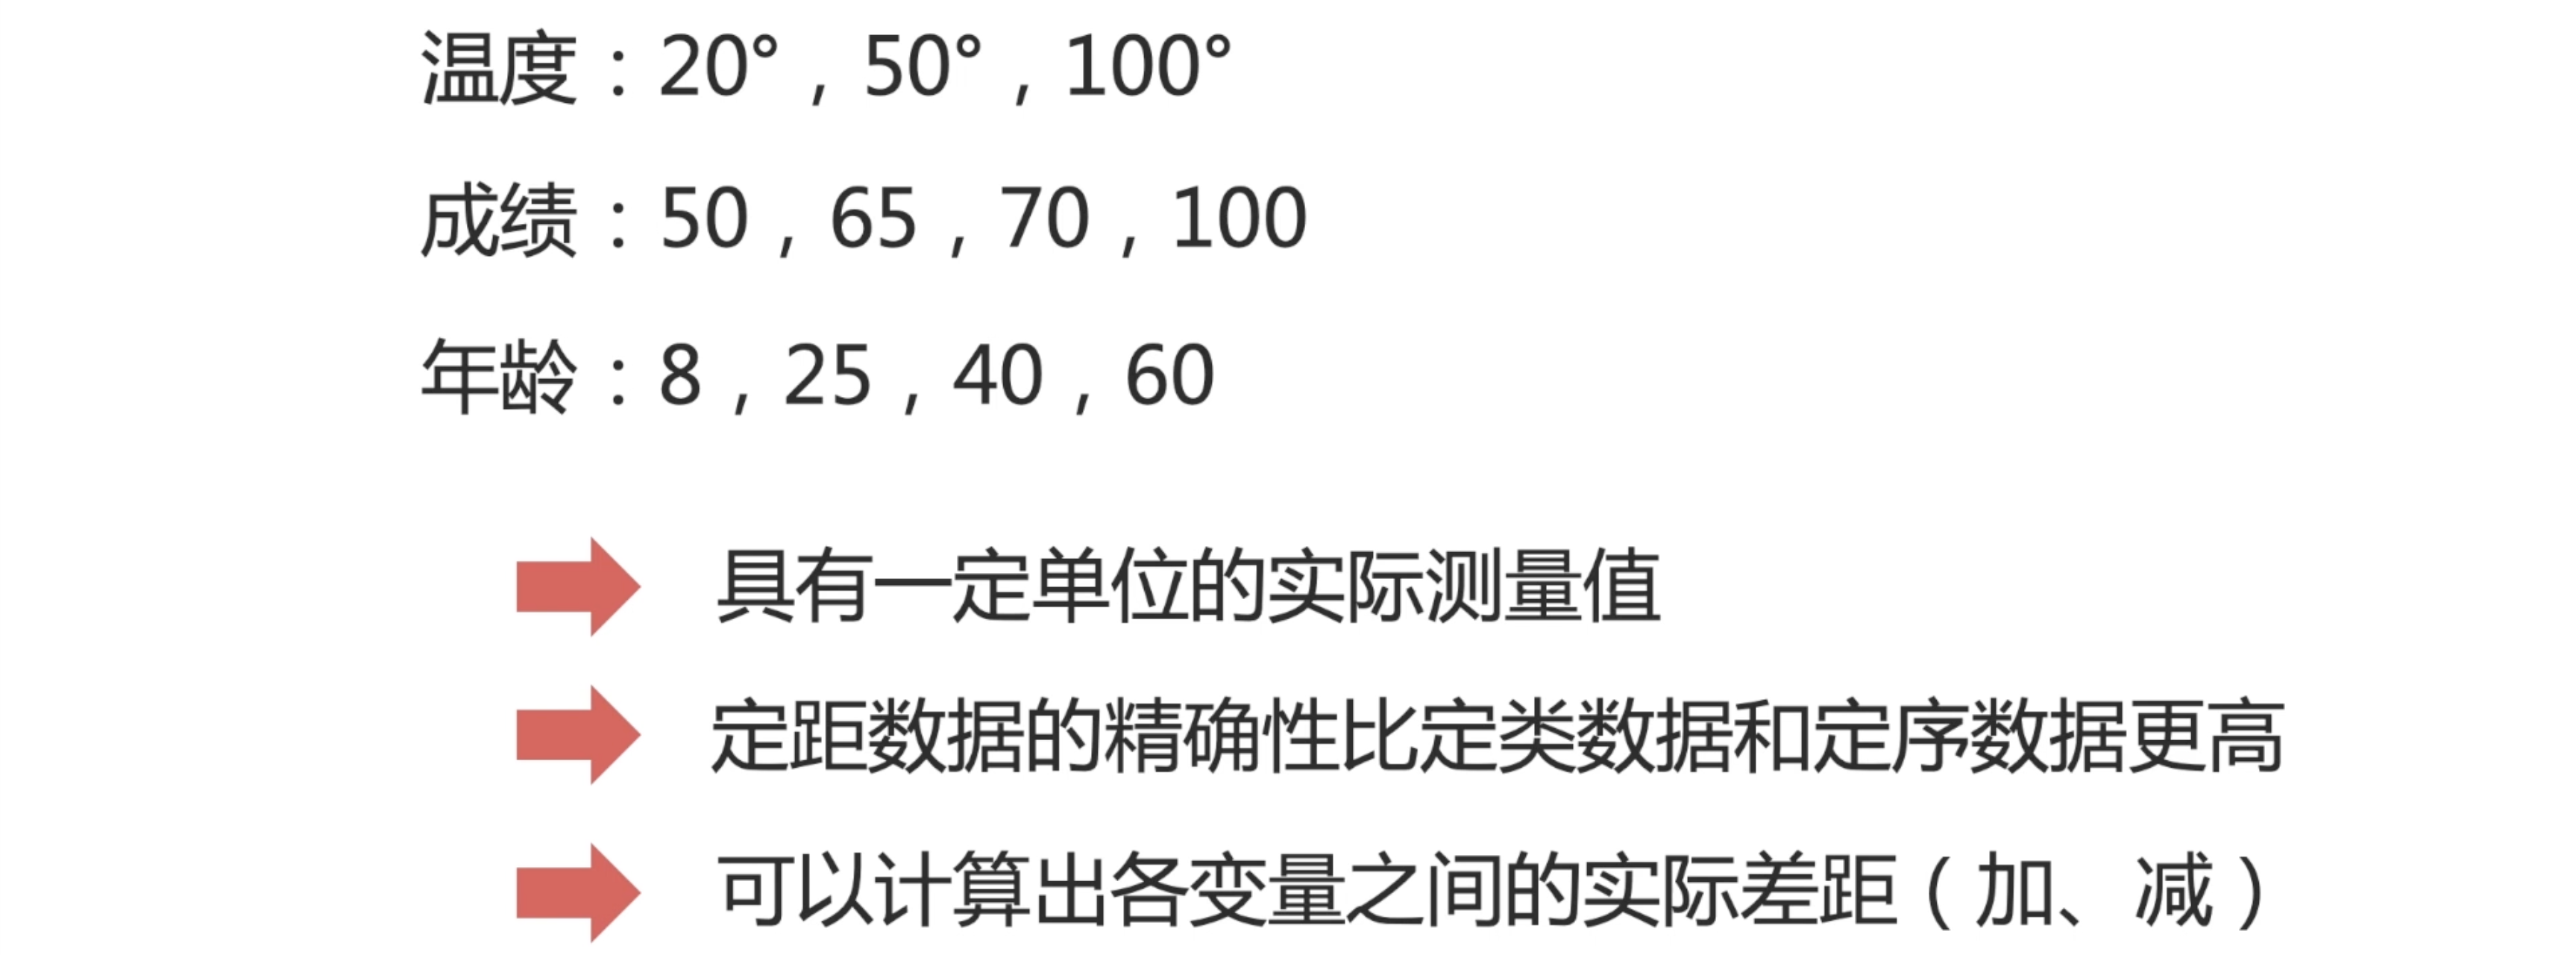 温度：20°，50°，100°
成绩：50，65，70，100
年龄：8，25，40，60
具有一定单位的实际测量值
定距数据的精确性比定类数据和定序数据更高
可以计算出各变量之间的实际差距（加、减）